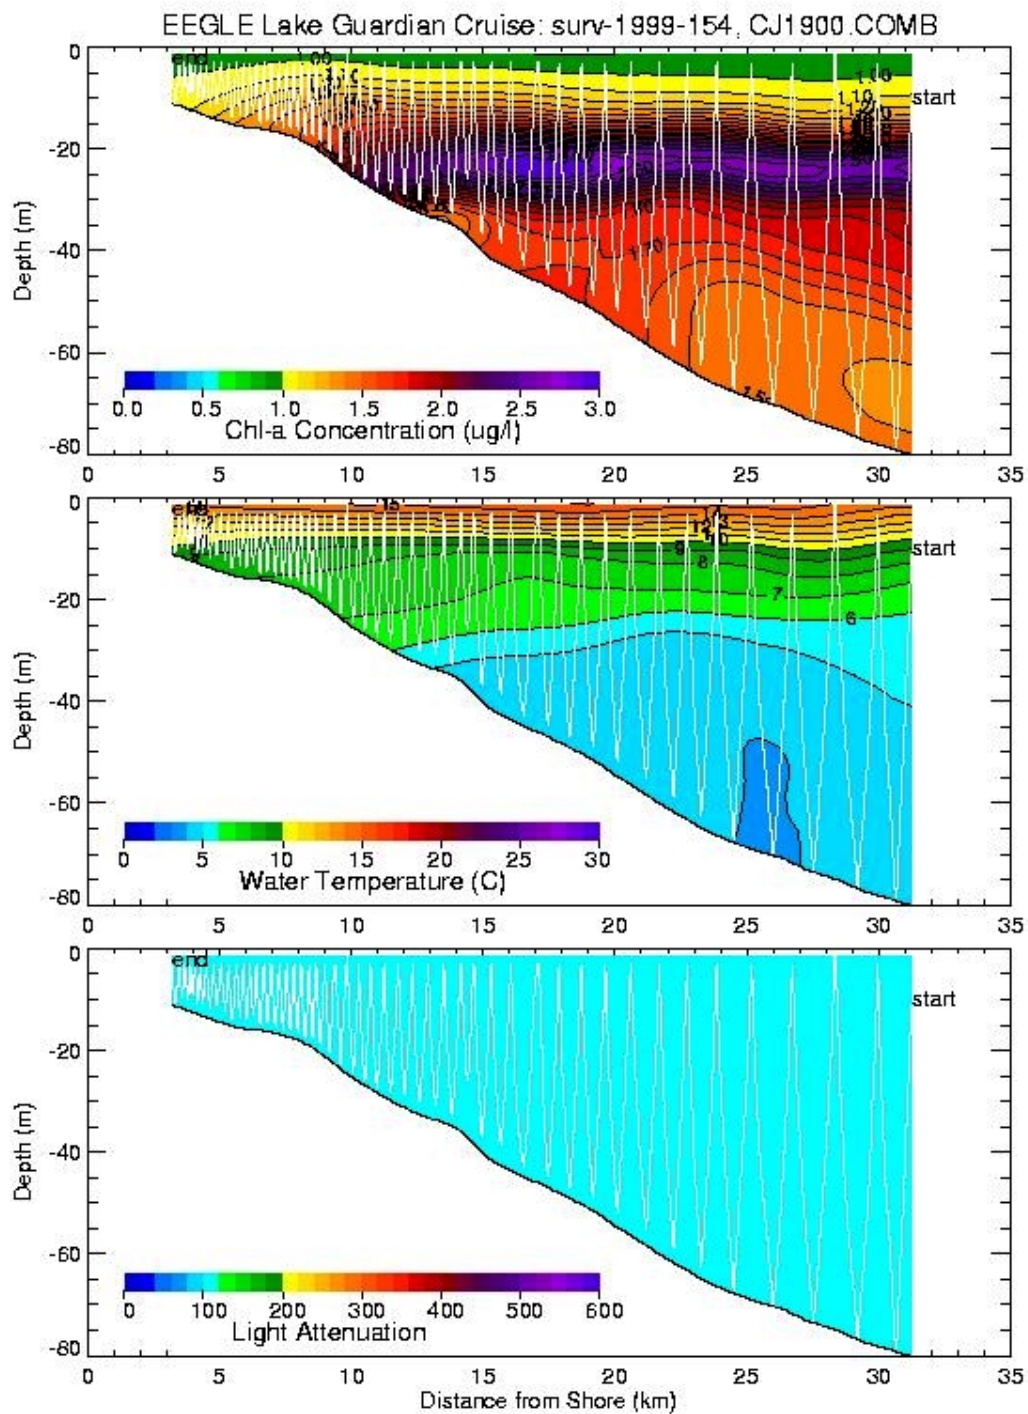 EEGLE Lake Guardian Cruise: surv-1999-154, CJ1900.COMB
0
-20
-40
-60
-80
Depth (m)
end
start
1.00
1.10
1.00
1.10
1.70
0.0 0.5 1.0 1.5 2.0 2.5 3.0
Chl-a Concentration (ug/l)
0 5 10 15 20 25 30 35
0
-20
-40
-60
-80
Depth (m)
start
15
9
8
7
6
0 5 10 15 20 25 30
Water Temperature (C)
0 5 10 15 20 25 30 35
0
-20
-40
-60
-80
Depth (m)
end
start
0 100 200 300 400 500 600
Light Attenuation
0 5 10 15 20 25 30 35
Distance from Shore (km)